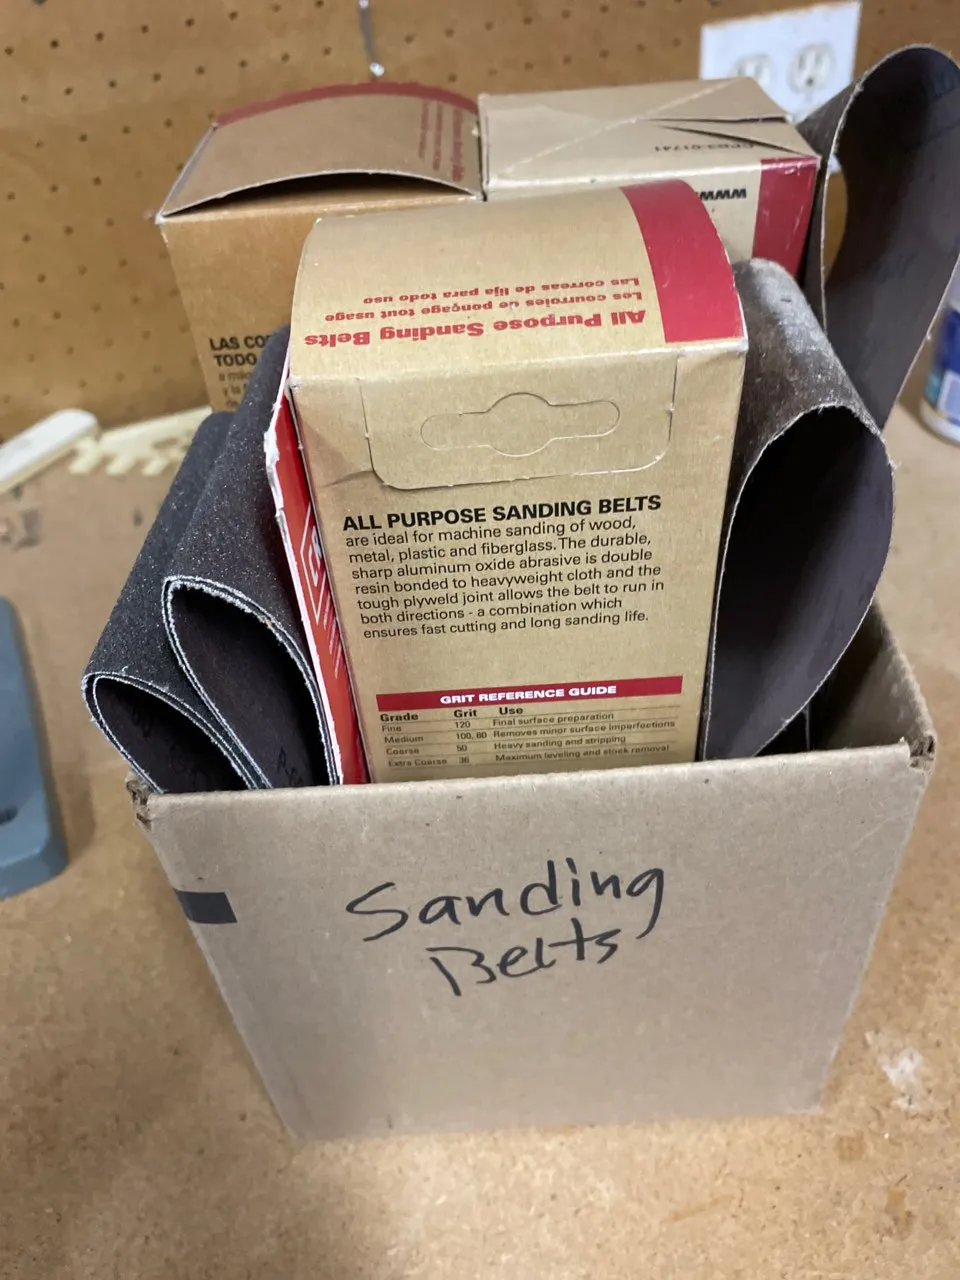 All Purpose Sanding Belts
Les courroies de ponçage tout usage
Las correas de lija para todo uso
LAS CO
TODO
ALL PURPOSE SANDING BELTS
are ideal for machine sanding of wood,
metal, plastic and fiberglass. The durable,
sharp aluminum oxide abrasive is double
resin bonded to heavyweight cloth and the
tough plyweld joint allows the belt to run in
both directions - a combination which
ensures fast cutting and long sanding life.
GRIT REFERENCE GUIDE
Grade Grit Use
Fine 120 Final surface preparation
Medium 100, 80 Removes minor surface imperfections
Coarse 50 Heavy sanding and stripping
Extra Coarse 36 Maximum leveling and stock removal
Sanding
Belts